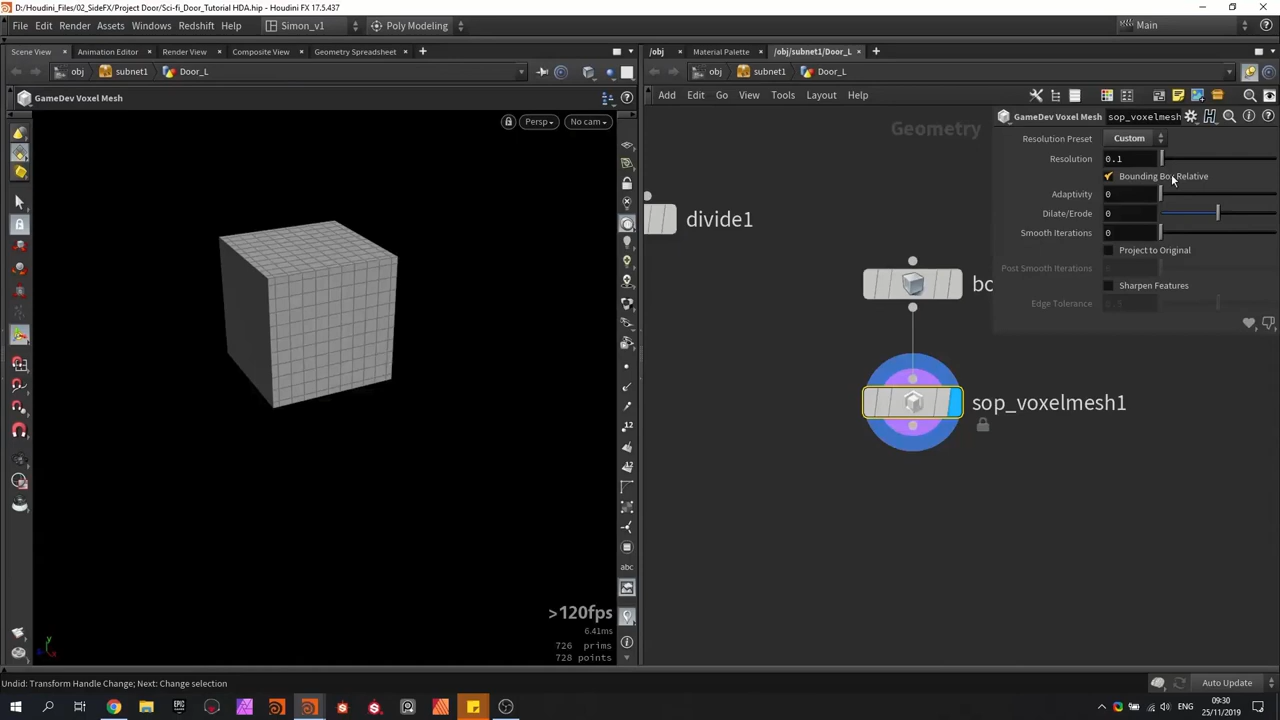 D:/Houdini_Files/02_SideFX/Project Door/Sci-fi_Door_Tutorial HDA.hip - Houdini FX 17.5.437
File Edit Render Assets Windows Redshift Help Simon_v1 Poly Modeling Main
Scene View Animation Editor Render View Composite View Geometry Spreadsheet
/obj Material Palette /obj/subnet1/Door_L
obj subnet1 Door_L
obj subnet1 Door_L
GameDev Voxel Mesh
Add Edit Go View Tools Layout Help
Persp No cam
Geometry
GameDev Voxel Mesh sop_voxelmesh
Resolution Preset Custom
Resolution 0.1
Bounding Box Relative
Adaptivity 0
Dilate/Erode 0
Smooth Iterations 0
Project to Original
Post Smooth Iterations
Sharpen Features
Edge Tolerance
divide1
bo
sop_voxelmesh1
12
12
abc
>120fps
6.41ms
726 prims
728 points
Undid: Transform Handle Change; Next: Change selection
Auto Update
ENG
09:30
25/11/2019